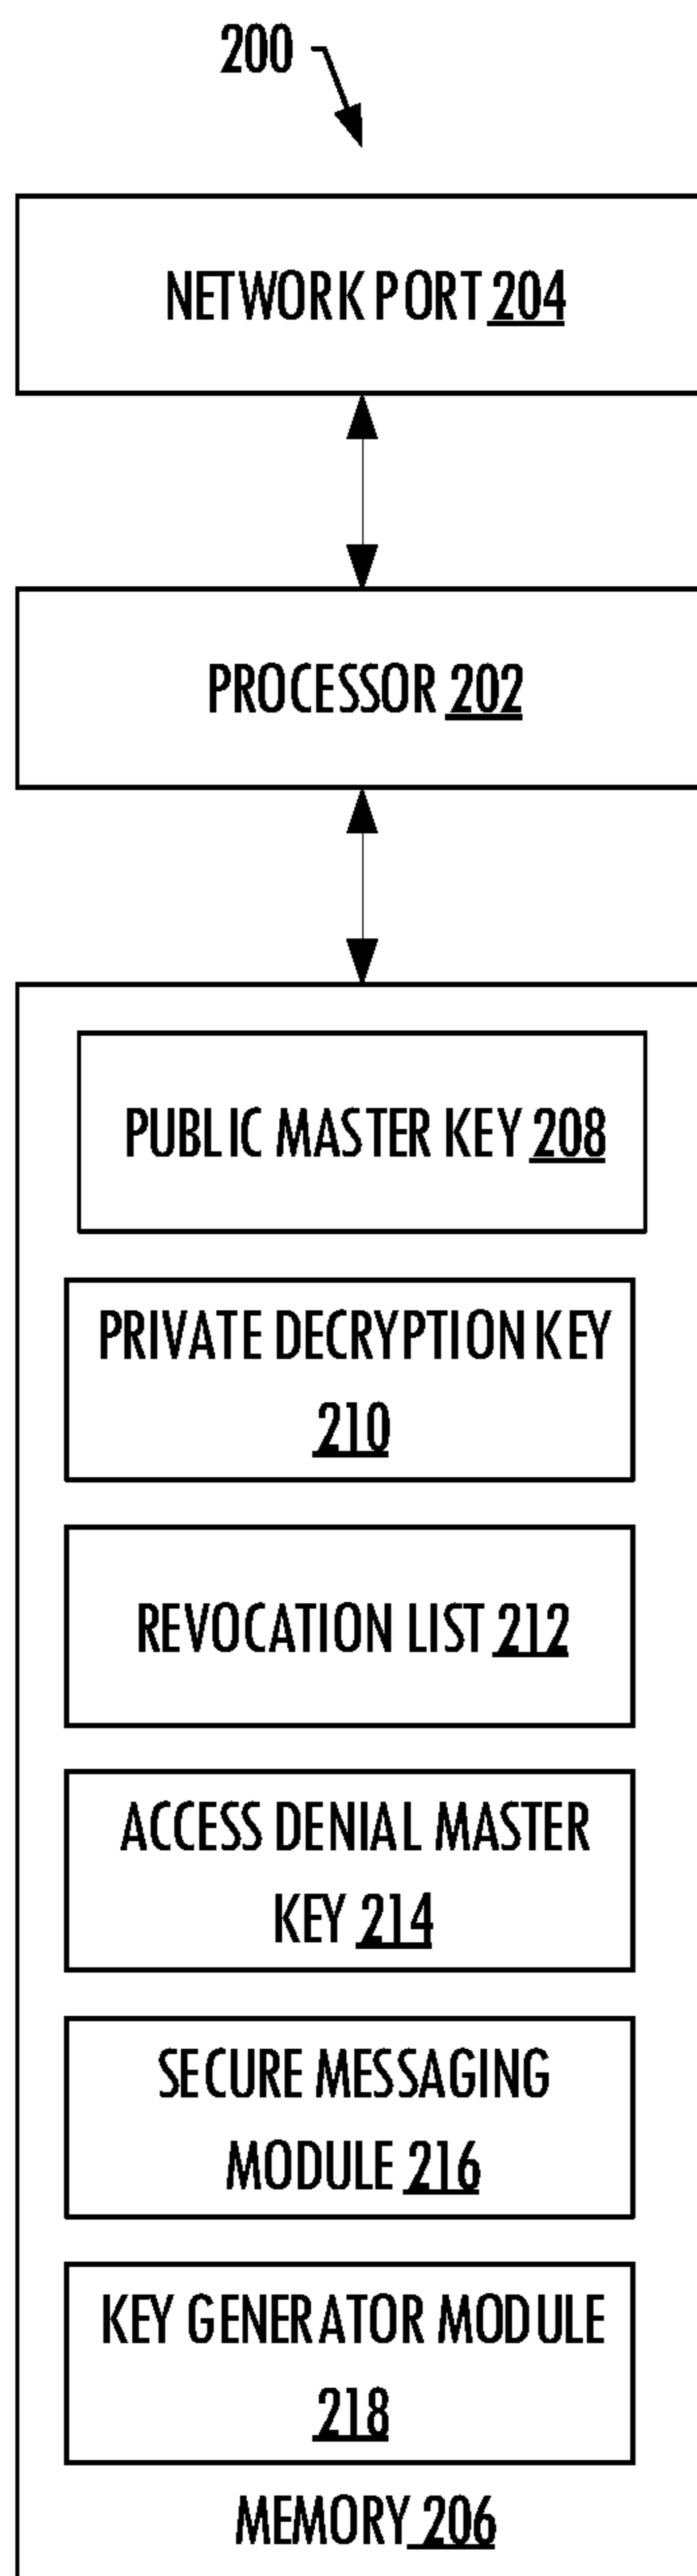 200
NETWORK PORT 204
PROCESSOR 202
PUBLIC MASTER KEY 208
PRIVATE DECRYPTION KEY
210
REVOCATION LIST 212
ACCESS DENIAL MASTER
KEY 214
SECURE MESSAGING
MODULE 216
KEY GENERATOR MODULE
218
MEMORY 206